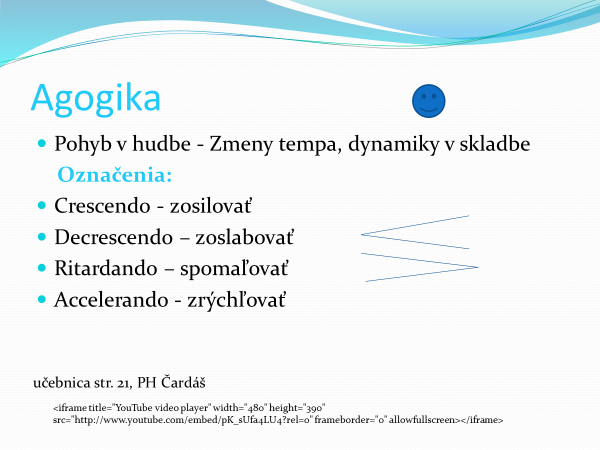 Agogika
Pohyb v hudbe - Zmeny tempa, dynamiky v skladbe
Označenia:
Crescendo - zosilovať
Decrescendo – zoslabovať
Ritardando – spomaľovať
Accelerando - zrýchľovať
učebnica str. 21, PH Čardáš
<iframe title="YouTube video player" width="480" height="390"
src="http://www.youtube.com/embed/pK_sUfa4LU4?rel=0" frameborder="0" allowfullscreen></iframe>